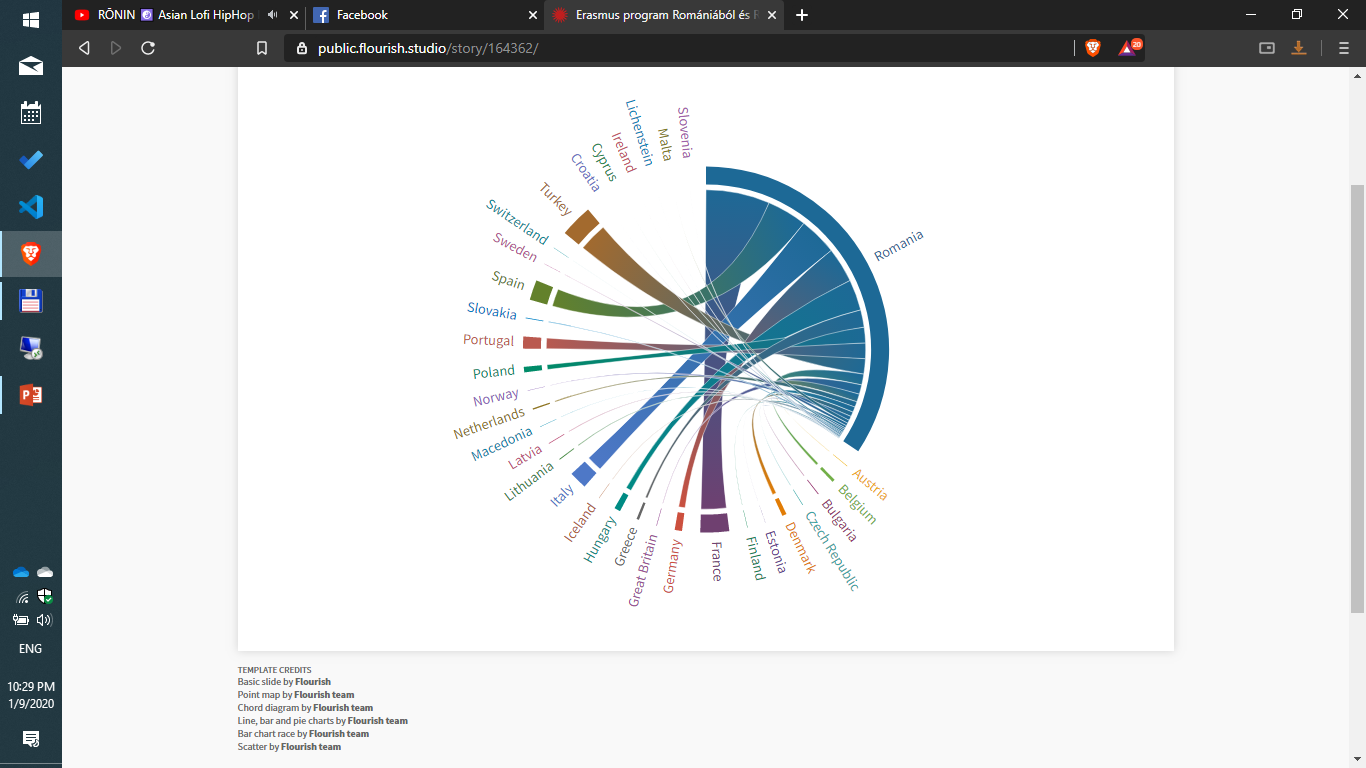 RŌNIN Asian Lofi HipHop
Facebook
Erasmus program Romániából és
public.flourish.studio/story/164362/
20
Slovenia
Malta
Lichenstein
Ireland
Cyprus
Croatia
Turkey
Switzerland
Sweden
Spain
Slovakia
Portugal
Poland
Norway
Netherlands
Macedonia
Latvia
Lithuania
Italy
Iceland
Hungary
Greece
Great Britain
Germany
France
Finland
Estonia
Denmark
Czech Republic
Bulgaria
Belgium
Austria
Romania
TEMPLATE CREDITS
Basic slide by Flourish
Point map by Flourish team
Chord diagram by Flourish team
Line, bar and pie charts by Flourish team
Bar chart race by Flourish team
Scatter by Flourish team
ENG
10:29 PM
1/9/2020